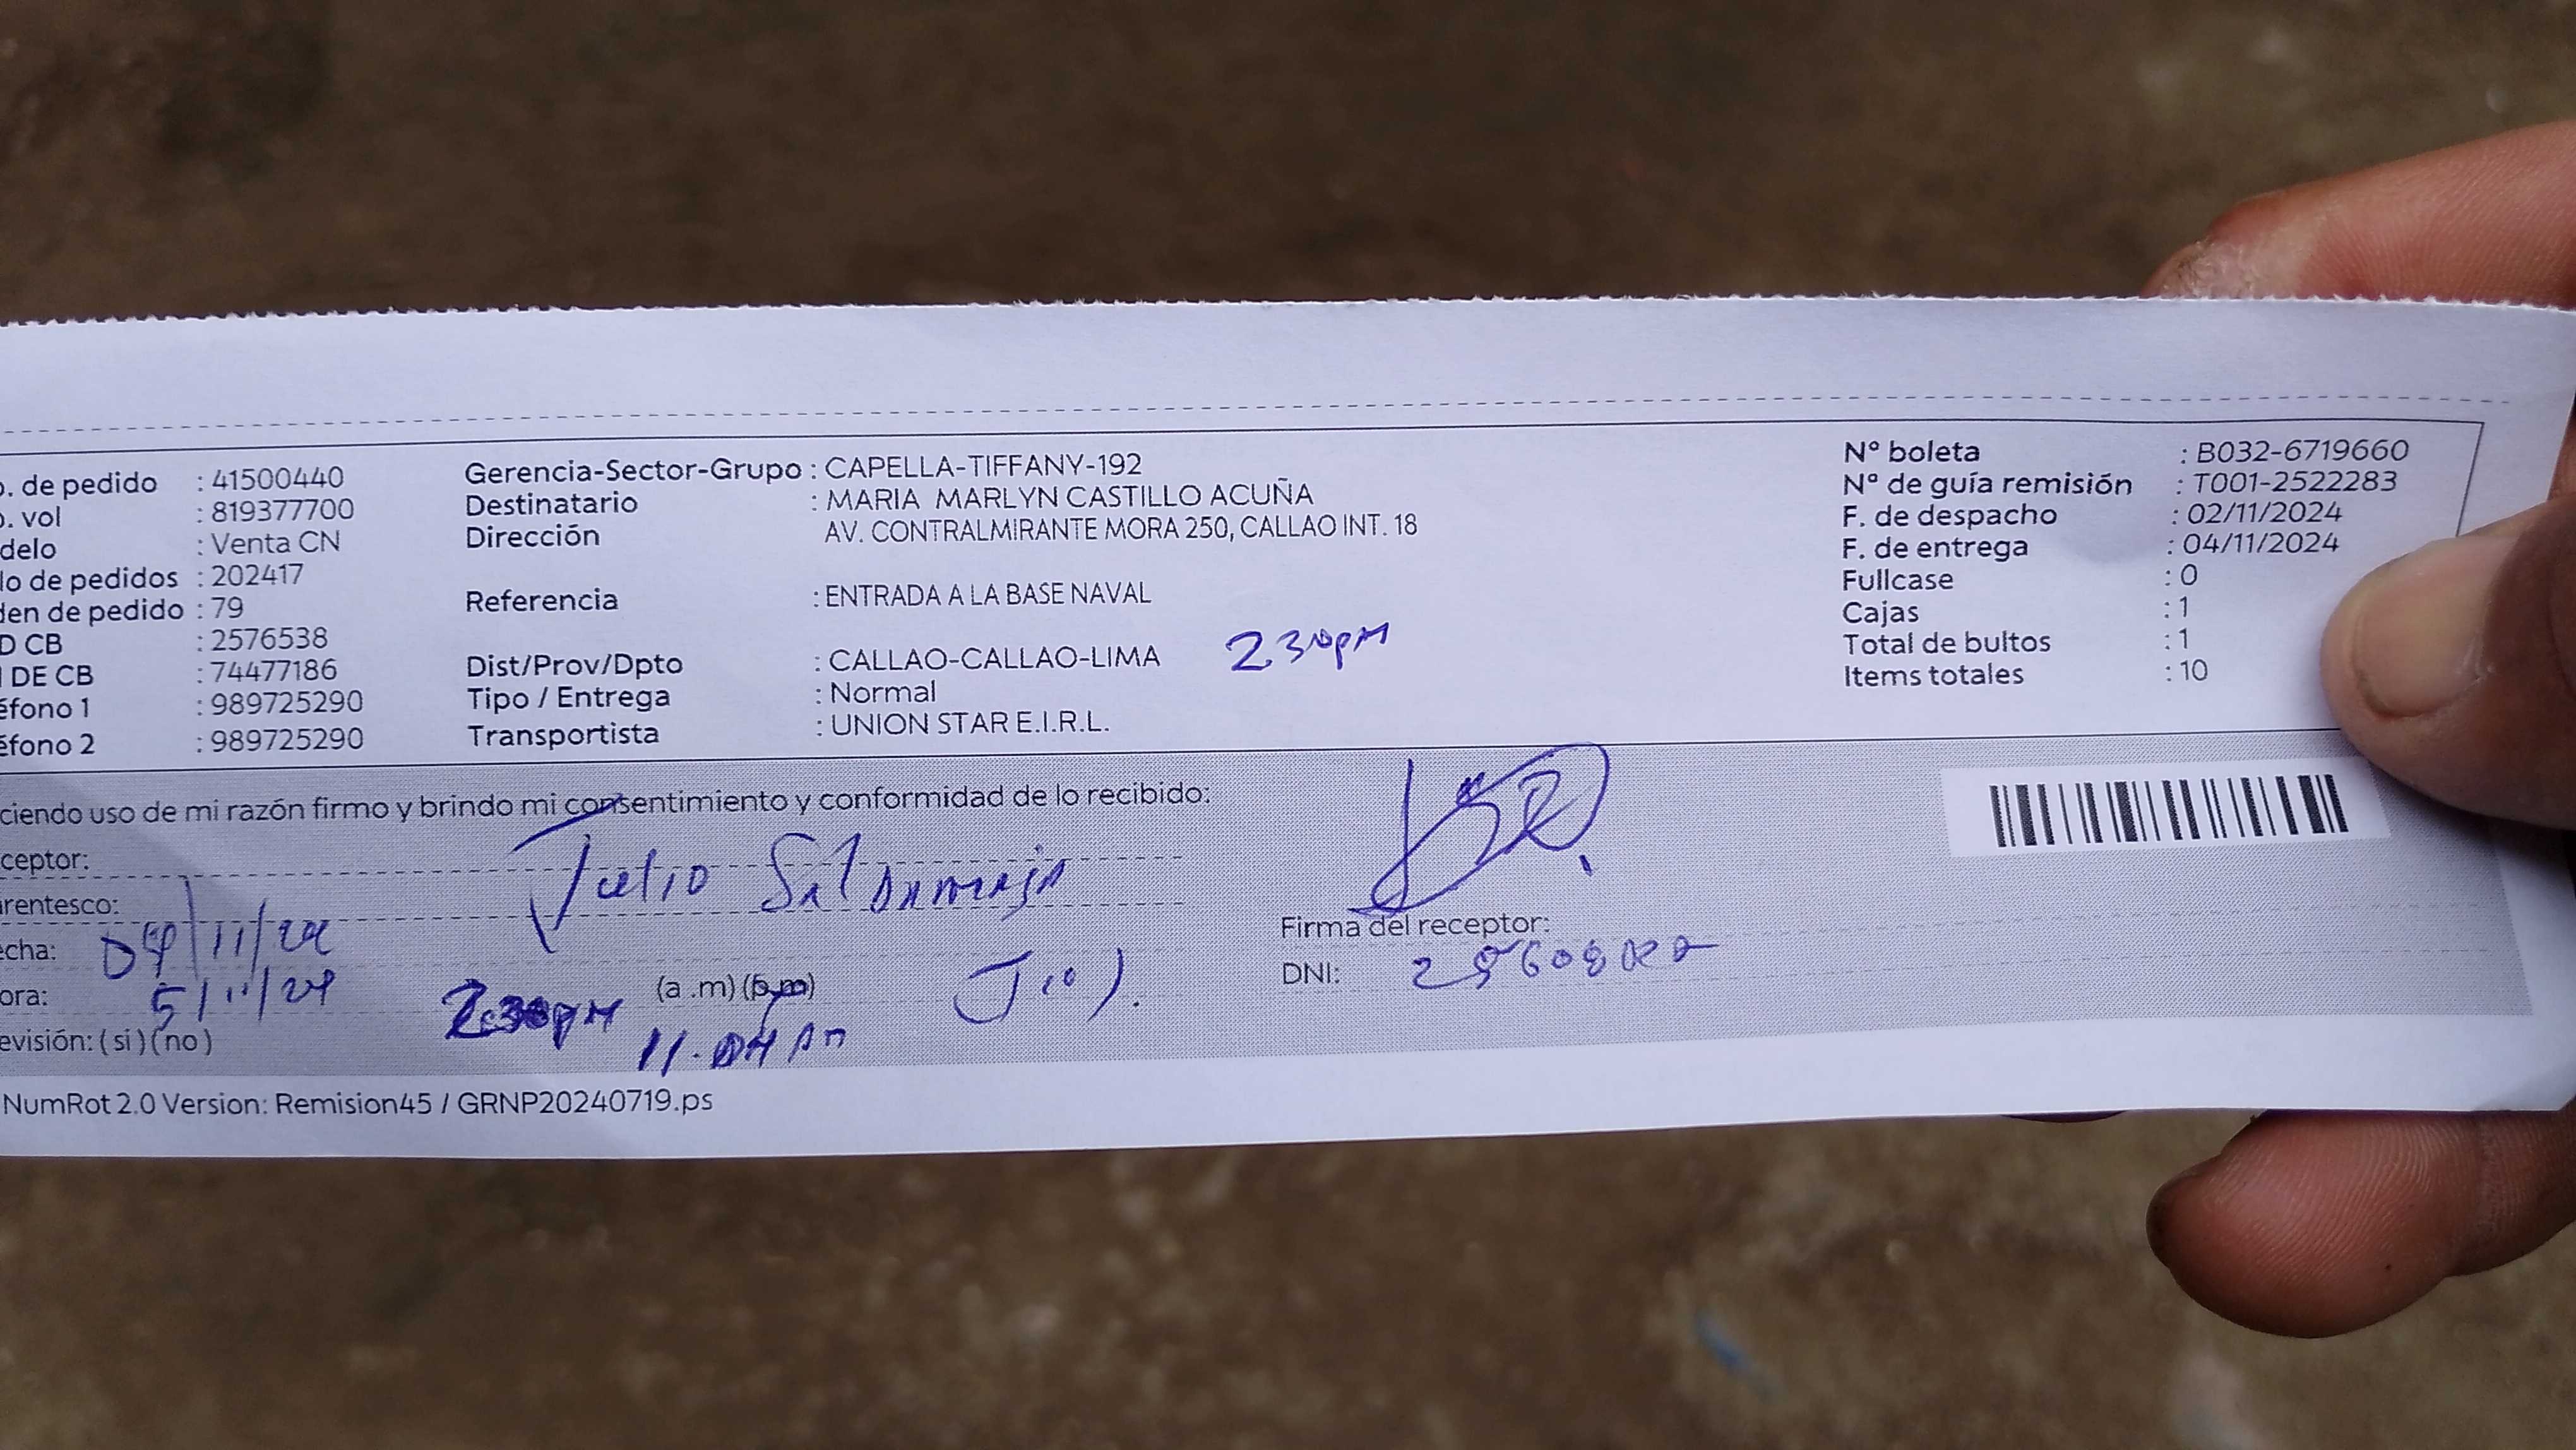 o. de pedido : 41500440
o. vol : 819377700
delo : Venta CN
lo de pedidos : 202417
den de pedido : 79
D CB : 2576538
I DE CB : 74477186
éfono 1 : 989725290
éfono 2 : 989725290
Gerencia-Sector-Grupo : CAPELLA-TIFFANY-192
Destinatario : MARIA MARLYN CASTILLO ACUÑA
Dirección AV. CONTRALMIRANTE MORA 250, CALLAO INT. 18
Referencia : ENTRADA A LA BASE NAVAL
Dist/Prov/Dpto : CALLAO-CALLAO-LIMA 230pm
Tipo / Entrega : Normal
Transportista : UNION STAR E.I.R.L.
Nº boleta : B032-6719660
Nº de guía remisión : T001-2522283
F. de despacho : 02/11/2024
F. de entrega : 04/11/2024
Fullcase : 0
Cajas : 1
Total de bultos : 1
Items totales : 10
ciendo uso de mi razón firmo y brindo mi consentimiento y conformidad de lo recibido:
ceptor: Julio
rentesco:
echa: 04/11/24
ora: 5/11/24 2:30pm (a .m) (p.m)
11.04 am
evisión: ( si ) ( no )
Firma del receptor:
DNI:
NumRot 2.0 Version: Remision45 / GRNP20240719.ps